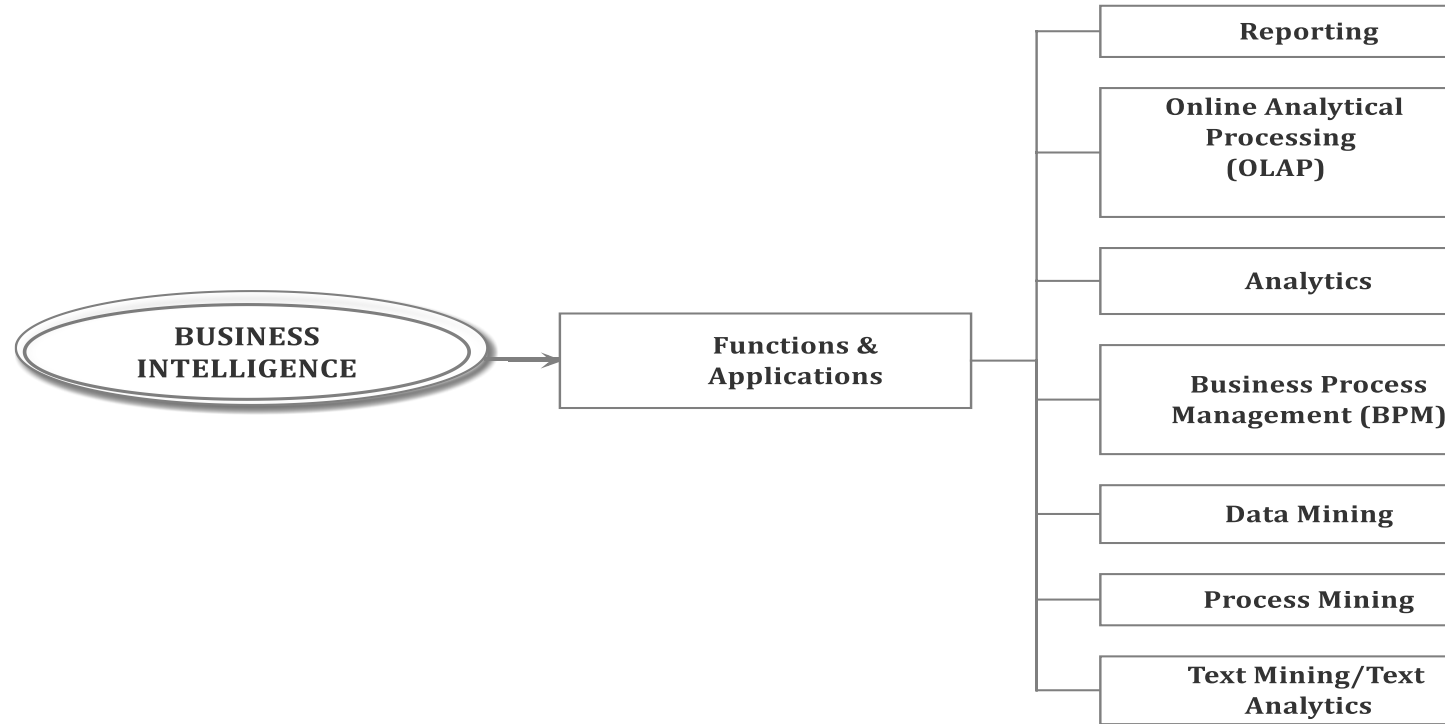 BUSINESS
INTELLIGENCE
Functions &
Applications
Reporting
Online Analytical
Processing
(OLAP)
Analytics
Business Process
Management (BPM)
Data Mining
Process Mining
Text Mining/Text
Analytics